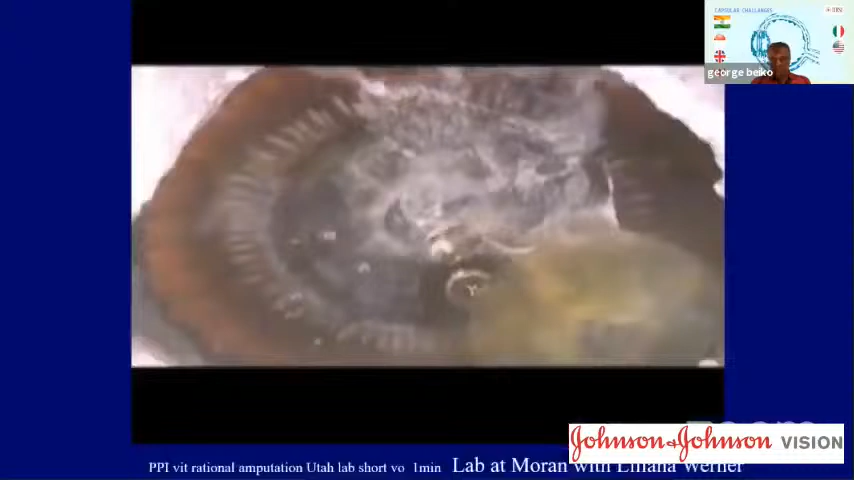 CAPSULAR CHALLANGES
george beiko
Johnson&Johnson VISION
PPI vit rational amputation Utah lab short vo 1min Lab at Moran with Liliana Werner